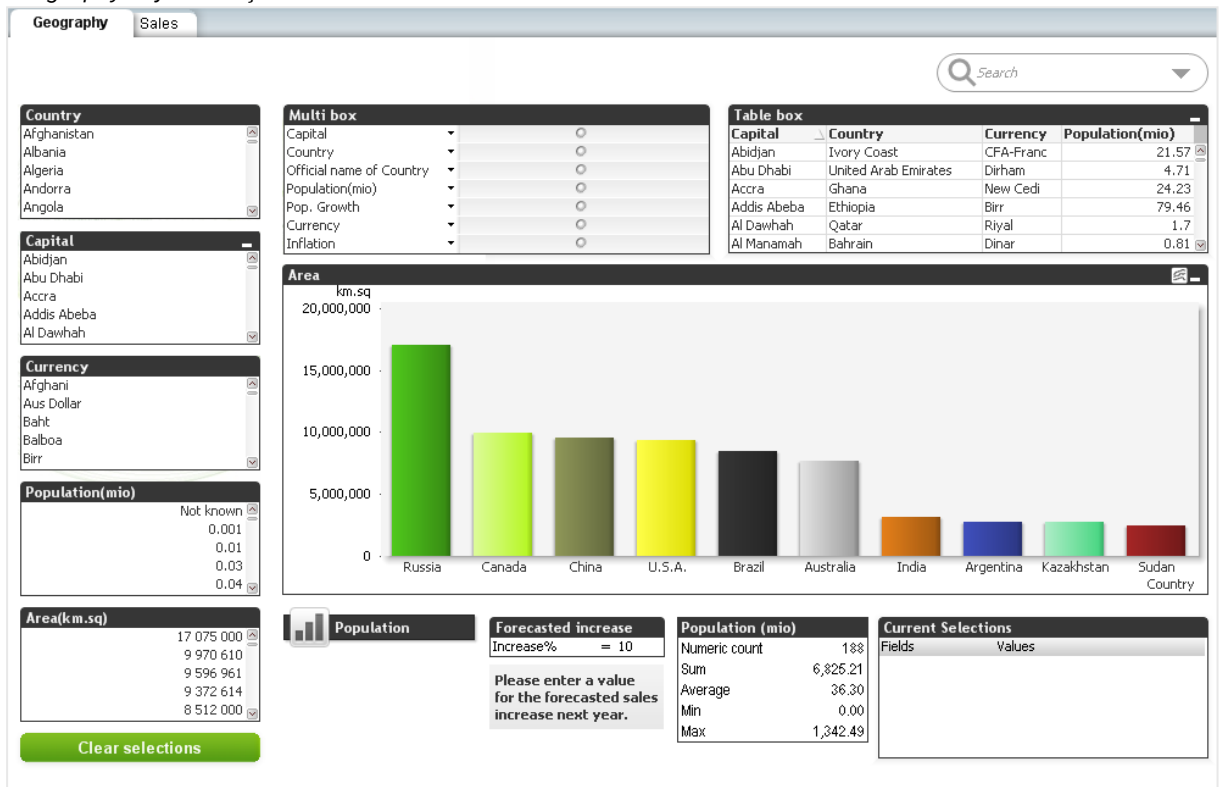 Geography Sales
Search
Country
Afghanistan
Albania
Algeria
Andorra
Angola
Capital
Abidjan
Abu Dhabi
Accra
Addis Abeba
Al Dawhah
Currency
Afghani
Aus Dollar
Baht
Balboa
Birr
Population(mio)
Not known
0.001
0.01
0.03
0.04
Area(km.sq)
17 075 000
9 970 610
9 596 961
9 372 614
8 512 000
Clear selections
Multi box
Capital
Country
Official name of Country
Population(mio)
Pop. Growth
Currency
Inflation
Table box
Capital Country Currency Population(mio)
Abidjan Ivory Coast CFA-Franc 21.57
Abu Dhabi United Arab Emirates Dirham 4.71
Accra Ghana New Cedi 24.23
Addis Abeba Ethiopia Birr 79.46
Al Dawhah Qatar Riyal 1.7
Al Manamah Bahrain Dinar 0.81
Area
km.sq
20,000,000
15,000,000
10,000,000
5,000,000
0
Russia Canada China U.S.A. Brazil Australia India Argentina Kazakhstan Sudan
Country
Population
Forecasted increase
Increase% = 10
Please enter a value
for the forecasted sales
increase next year.
Population (mio)
Numeric count 188
Sum 6,825.21
Average 36.30
Min 0.00
Max 1,342.49
Current Selections
Fields Values